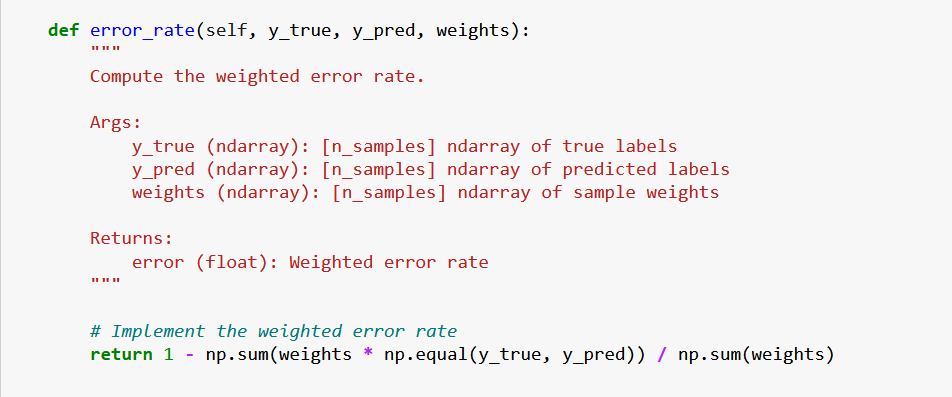 def error_rate(self, y_true, y_pred, weights):
"""
Compute the weighted error rate.
Args:
y_true (ndarray): [n_samples] ndarray of true labels
y_pred (ndarray): [n_samples] ndarray of predicted labels
weights (ndarray): [n_samples] ndarray of sample weights
Returns:
error (float): Weighted error rate
"""
# Implement the weighted error rate
return 1 - np.sum(weights * np.equal(y_true, y_pred)) / np.sum(weights)